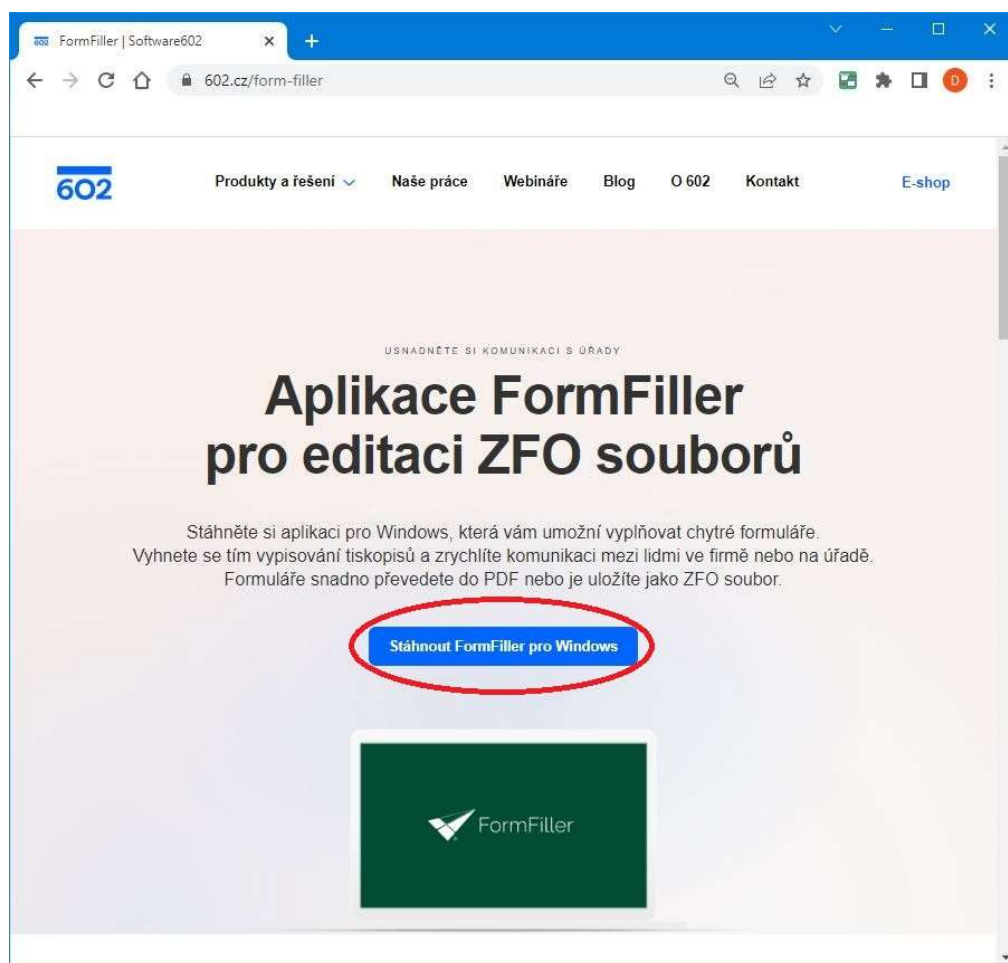 602 FormFiller | Software602
602.cz/form-filler
D
602
Produkty a řešení Naše práce Webináře Blog O 602 Kontakt E-shop
USNADNĚTE SI KOMUNIKACI S ÚŘADY
Aplikace FormFiller
pro editaci ZFO souborů
Stáhněte si aplikaci pro Windows, která vám umožní vyplňovat chytré formuláře.
Vyhnete se tím vypisování tiskopisů a zrychlíte komunikaci mezi lidmi ve firmě nebo na úřadě.
Formuláře snadno převedete do PDF nebo je uložíte jako ZFO soubor.
Stáhnout FormFiller pro Windows
FormFiller